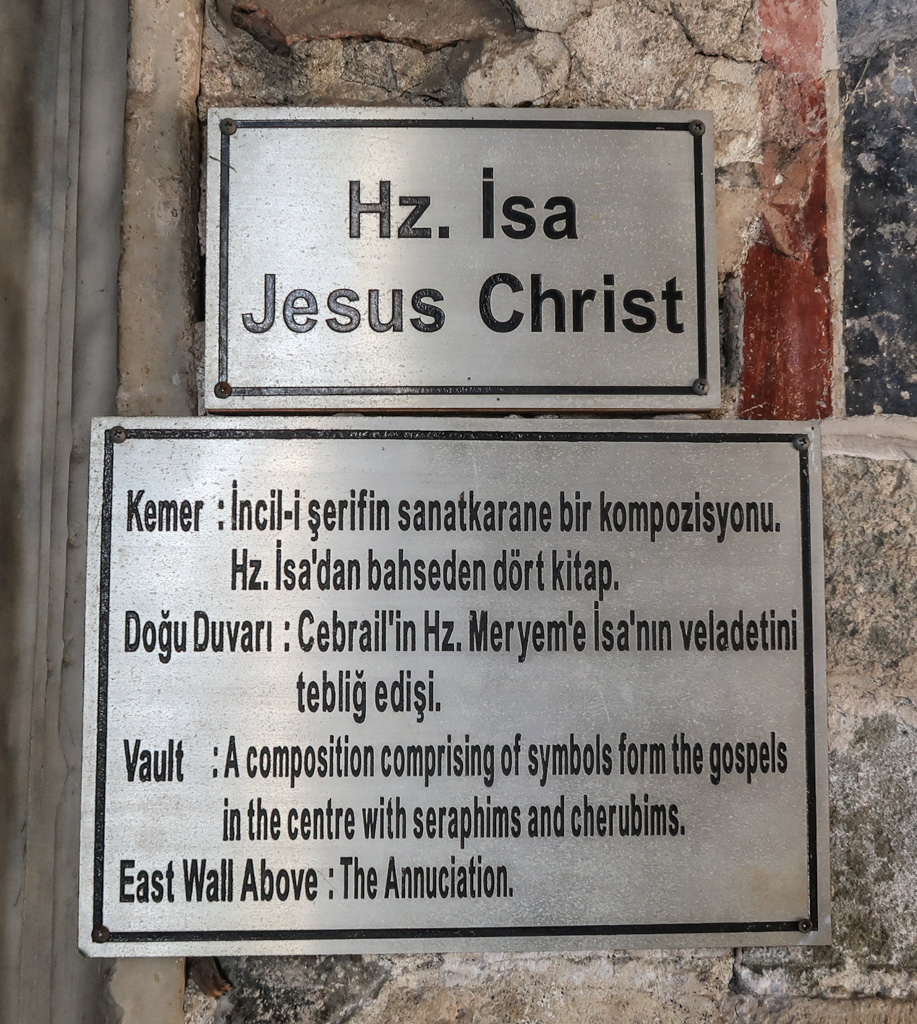 Hz. İsa
Jesus Christ
Kemer : İncil-i şerifin sanatkarane bir kompozisyonu.
Hz. İsa'dan bahseden dört kitap.
Doğu Duvarı : Cebrail'in Hz. Meryem'e İsa'nın veladetini
tebliğ edişi.
Vault : A composition comprising of symbols form the gospels
in the centre with seraphims and cherubims.
East Wall Above : The Annuciation.